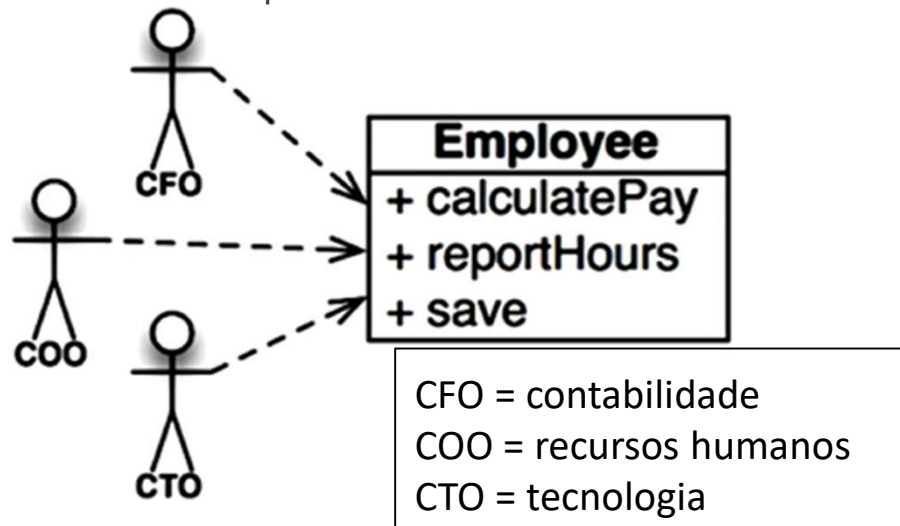 CFO
COO
CTO
Employee
+ calculatePay
+ reportHours
+ save
CFO = contabilidade
COO = recursos humanos
CTO = tecnologia